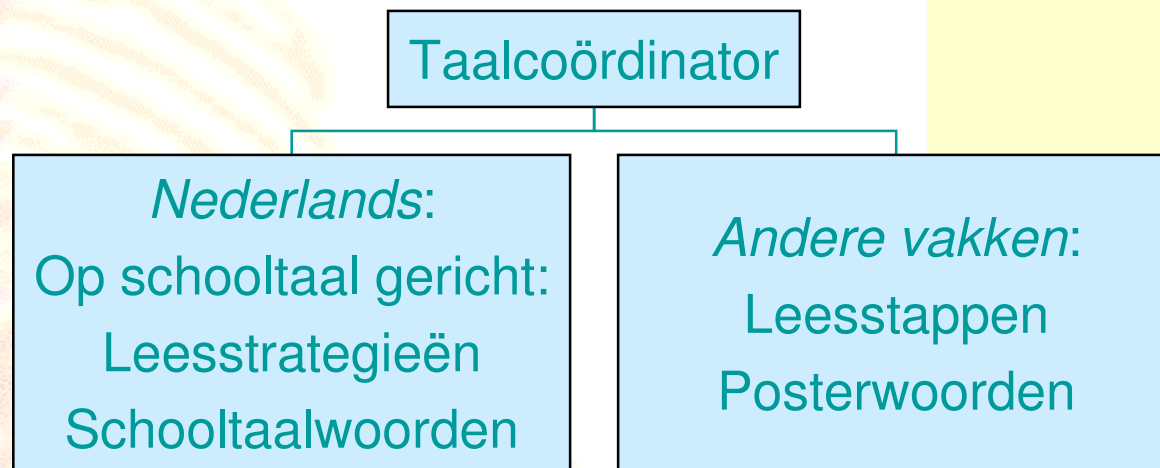 Taalcoördinator
Nederlands:
Op schooltaal gericht:
Leesstrategieën
Schooltaalwoorden
Andere vakken:
Leesstappen
Posterwoorden